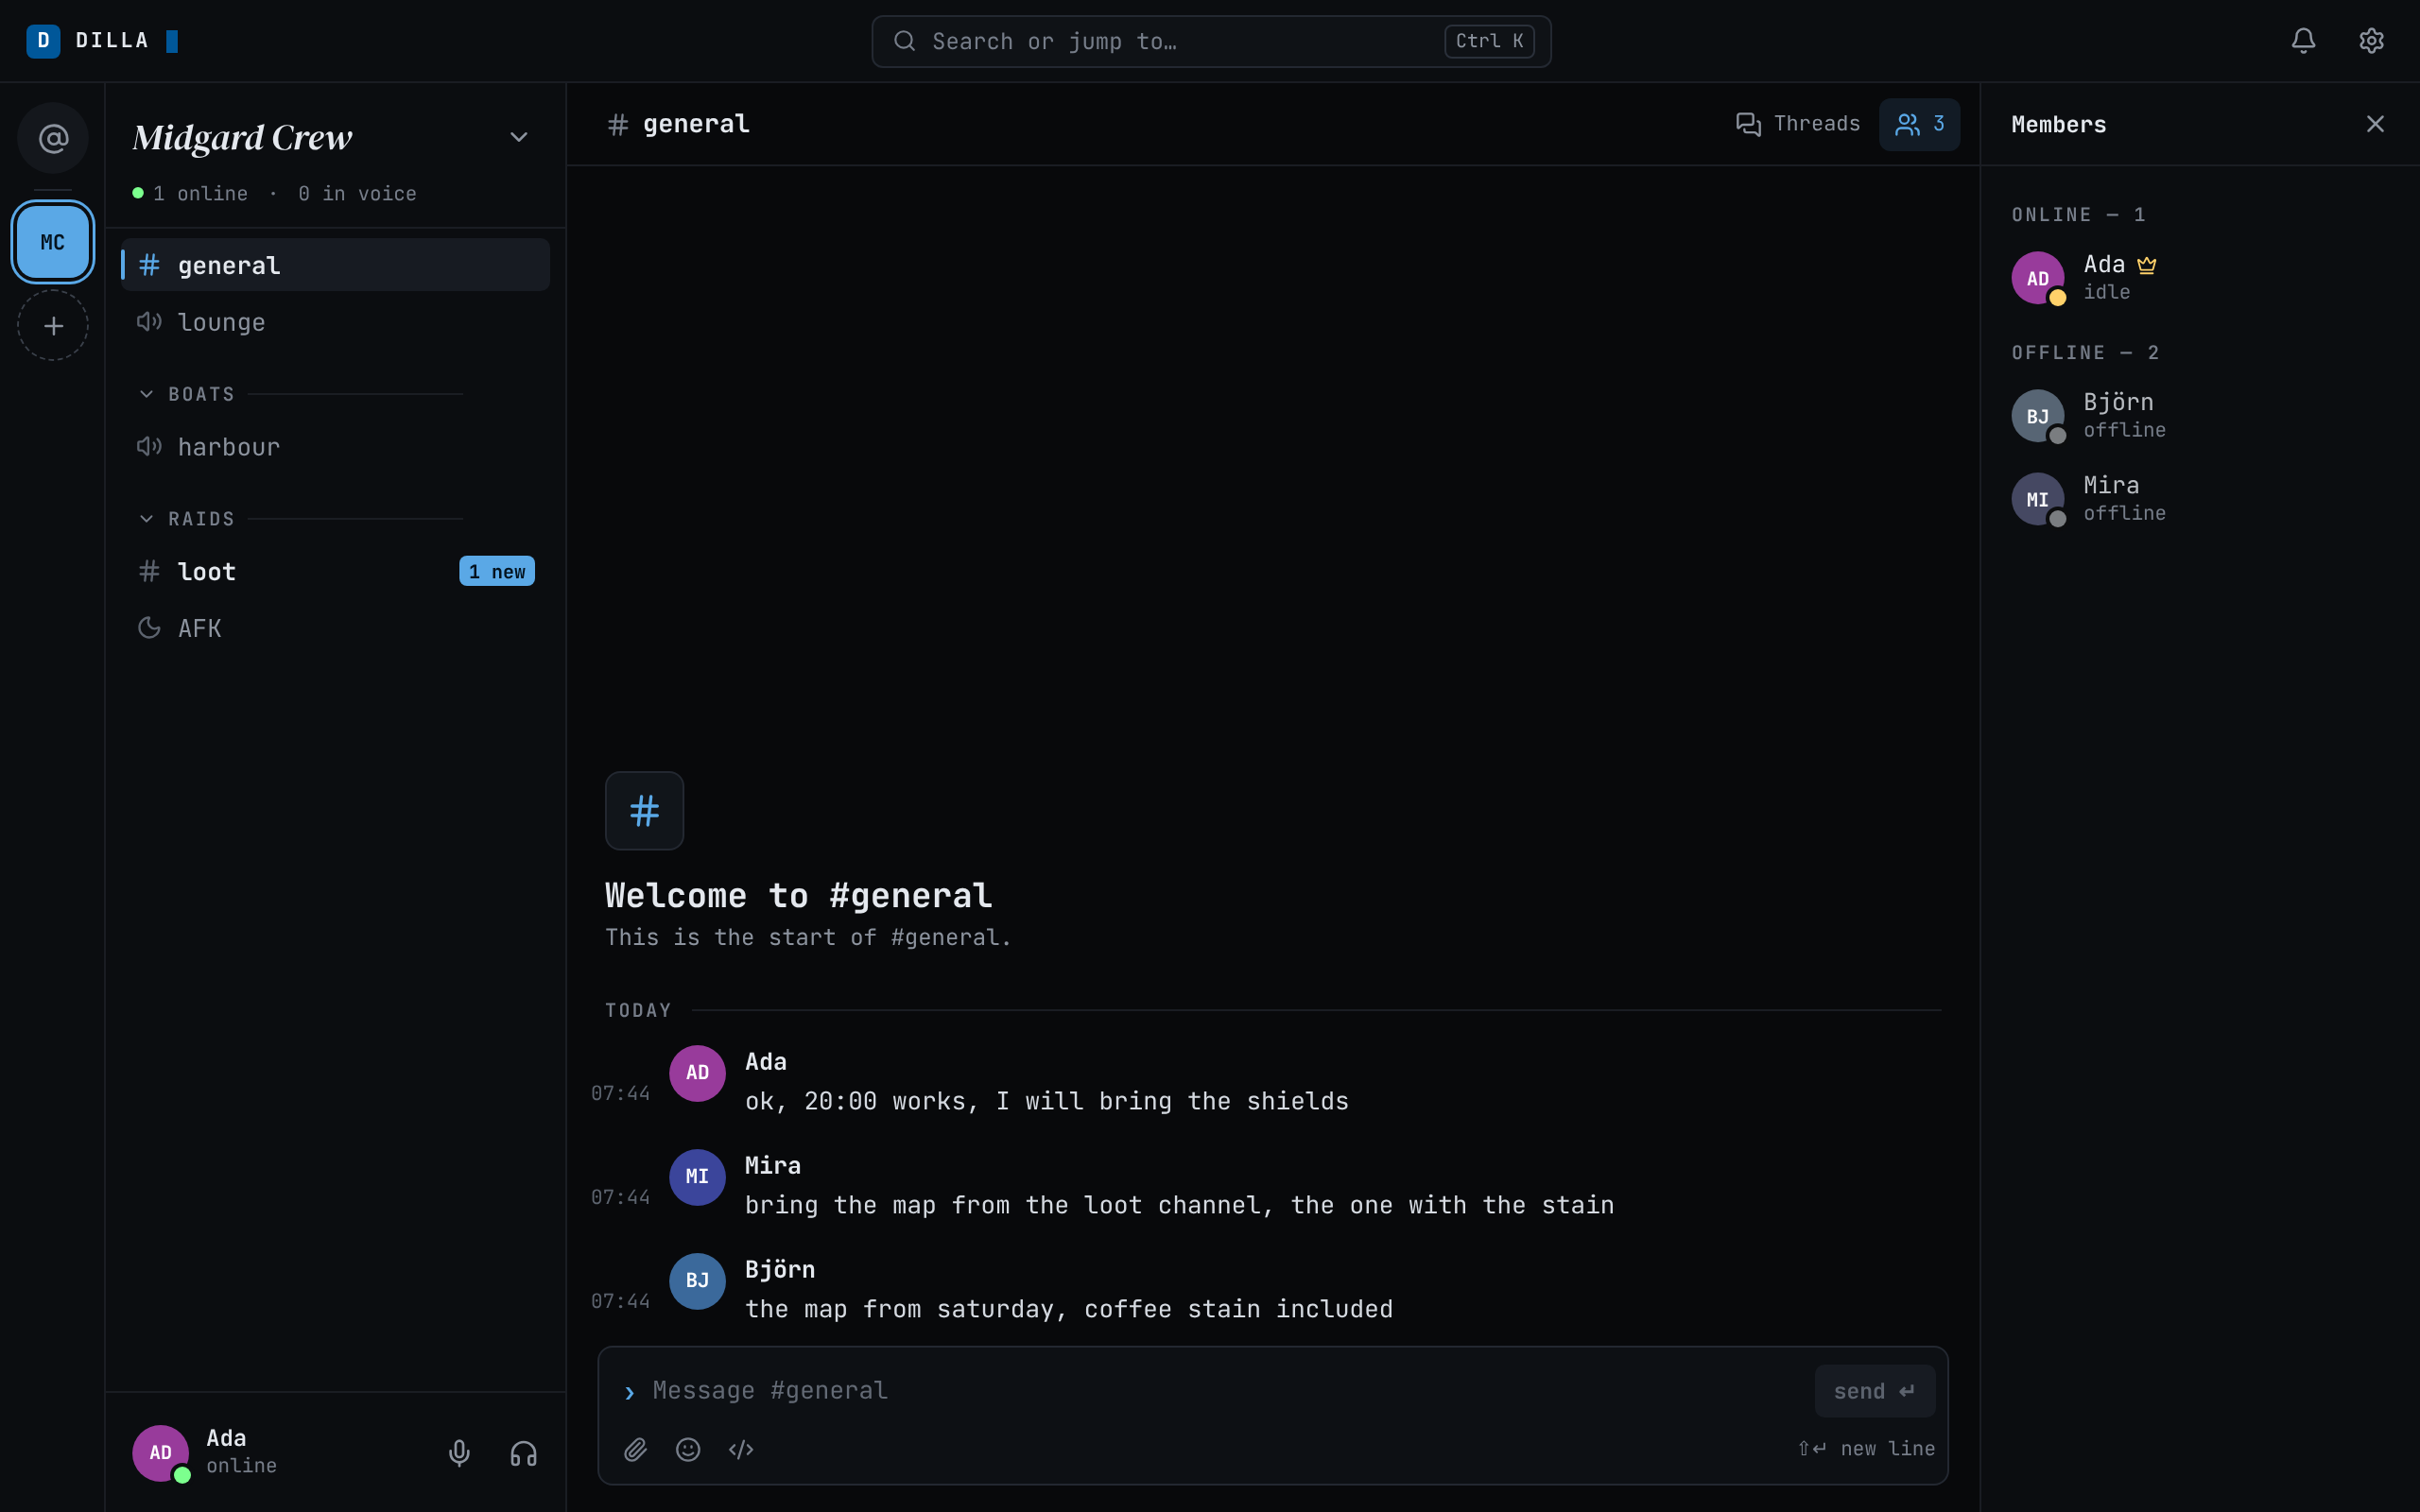 D DILLA
Search or jump to… Ctrl K
Midgard Crew
1 online · 0 in voice
MC
general
lounge
BOATS
harbour
RAIDS
loot 1 new
AFK
AD Ada
online
# general Threads 3
#
Welcome to #general
This is the start of #general.
TODAY
AD Ada
07:44 ok, 20:00 works, I will bring the shields
MI Mira
07:44 bring the map from the loot channel, the one with the stain
BJ Björn
07:44 the map from saturday, coffee stain included
› Message #general send ↵
⇧↵ new line
Members
ONLINE — 1
AD Ada
idle
OFFLINE — 2
BJ Björn
offline
MI Mira
offline